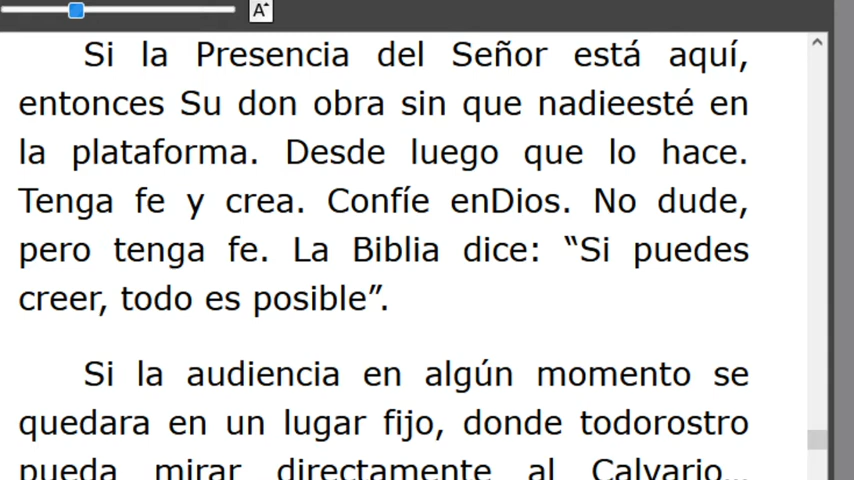 A
Si la Presencia del Señor está aquí,
entonces Su don obra sin que nadieesté en
la plataforma. Desde luego que lo hace.
Tenga fe y crea. Confíe enDios. No dude,
pero tenga fe. La Biblia dice: “Si puedes
creer, todo es posible”.
Si la audiencia en algún momento se
quedara en un lugar fijo, donde todorostro
pueda mirar directamente al Calvario...